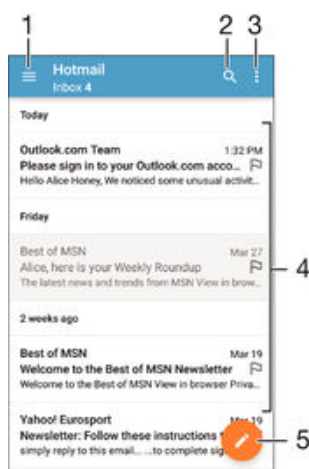 1 2 3
Hotmail
Inbox 4
Today
Outlook.com Team 1:32 PM
Please sign in to your Outlook.com acco...
Hello Alice Honey, We noticed some unusual activit...
Friday
Best of MSN Mar 27
Alice, here is your Weekly Roundup
The latest news and trends from MSN View in brow...
4
2 weeks ago
Best of MSN Mar 19
Welcome to the Best of MSN Newsletter
Welcome to the Best of MSN View in browser Priva...
Yahoo! Eurosport Mar 19
Newsletter: Follow these instructions
5
simply reply to this email... ...to complete